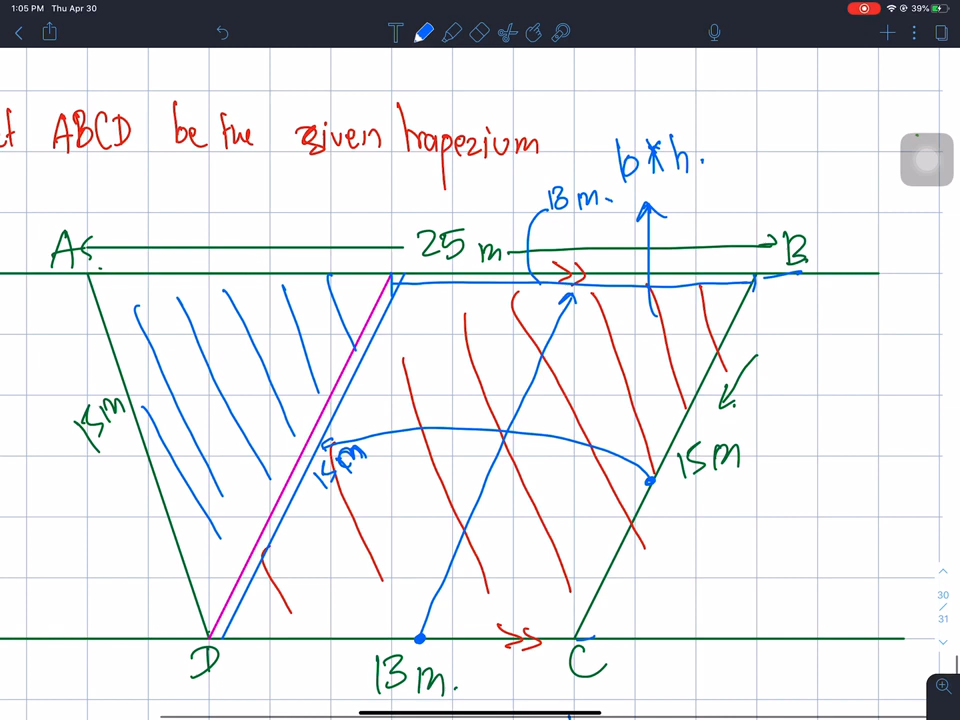 1:05 PM Thu Apr 30
39%
ABCD be the given trapezium
b*h.
13 m.
A
25 m
B
15m
15m
15m
D
13 m.
C
30
/
31